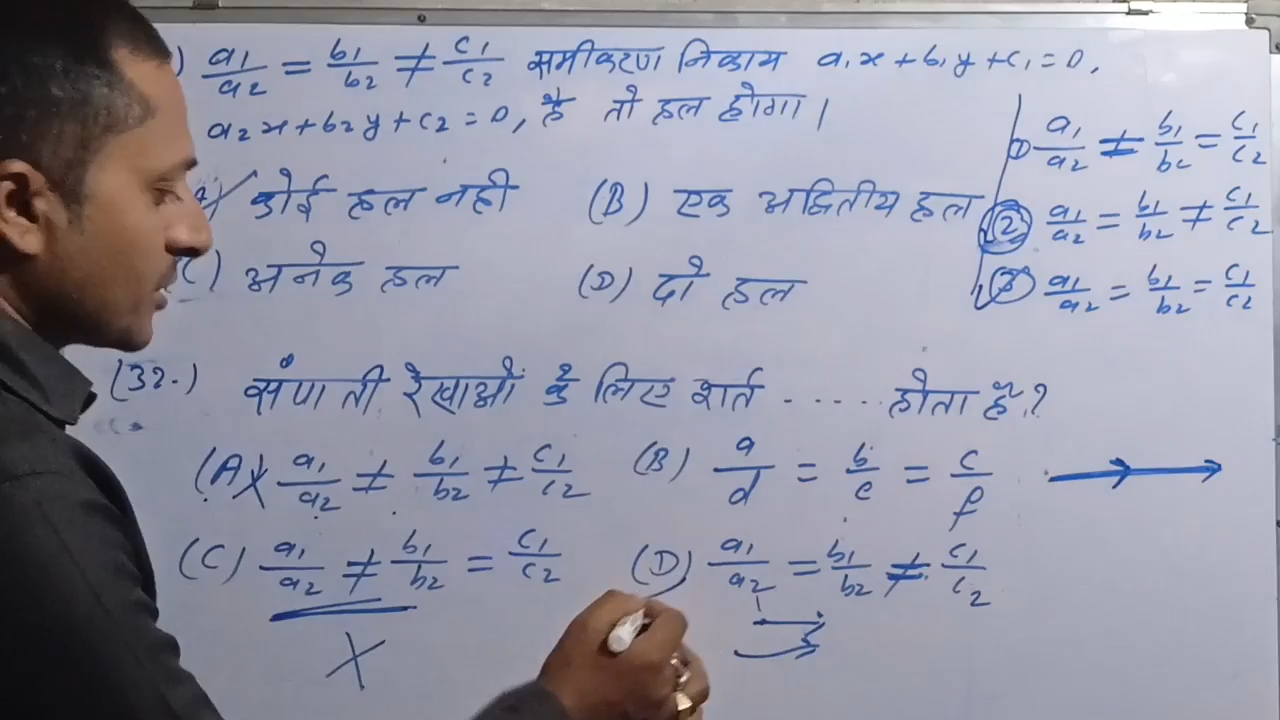 ) a₁/a₂ = b₁/b₂ ≠ c₁/c₂ समीकरण निकाय a₁x + b₁y + c₁ = 0,
a₂x + b₂y + c₂ = 0, है तो हल होगा।
A) कोई हल नही (B) एक अद्वितीय हल
C) अनेक हल (D) दो हल
① a₁/a₂ ≠ b₁/b₂ = c₁/c₂
② a₁/a₂ = b₁/b₂ ≠ c₁/c₂
③ a₁/a₂ = b₁/b₂ = c₁/c₂
(32.) संपाती रेखाओं के लिए शर्त ..... होता हैं?
(A) a₁/a₂ ≠ b₁/b₂ ≠ c₁/c₂ (B) a/d = b/e = c/f
(C) a₁/a₂ ≠ b₁/b₂ = c₁/c₂ (D) a₁/a₂ = b₁/b₂ ≠ c₁/c₂